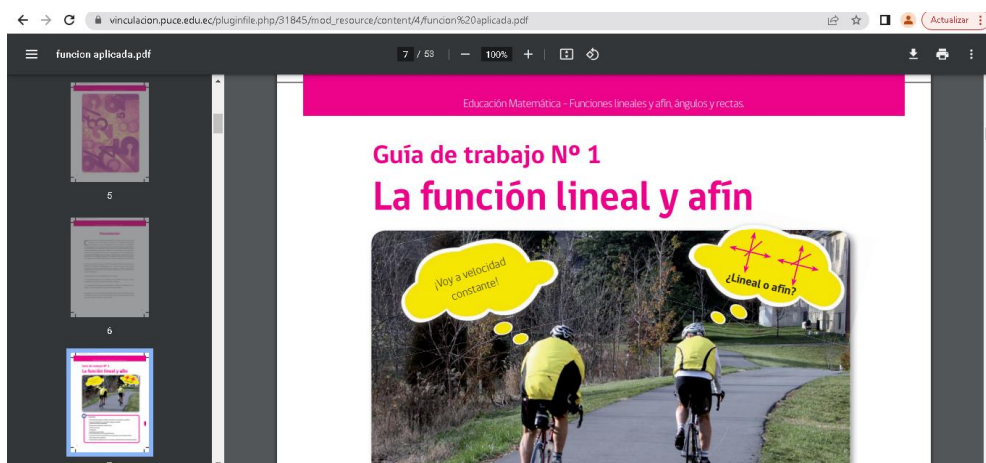 vinculacion.puce.edu.ec/pluginfile.php/31845/mod_resource/content/4/funcion%20aplicada.pdf
Actualizar
funcion aplicada.pdf
7 / 53
100%
5
6
Educación Matemática - Funciones lineales y afín, ángulos y rectas.
Guía de trabajo Nº 1
La función lineal y afín
¡Voy a velocidad
constante!
¿Lineal o afín?